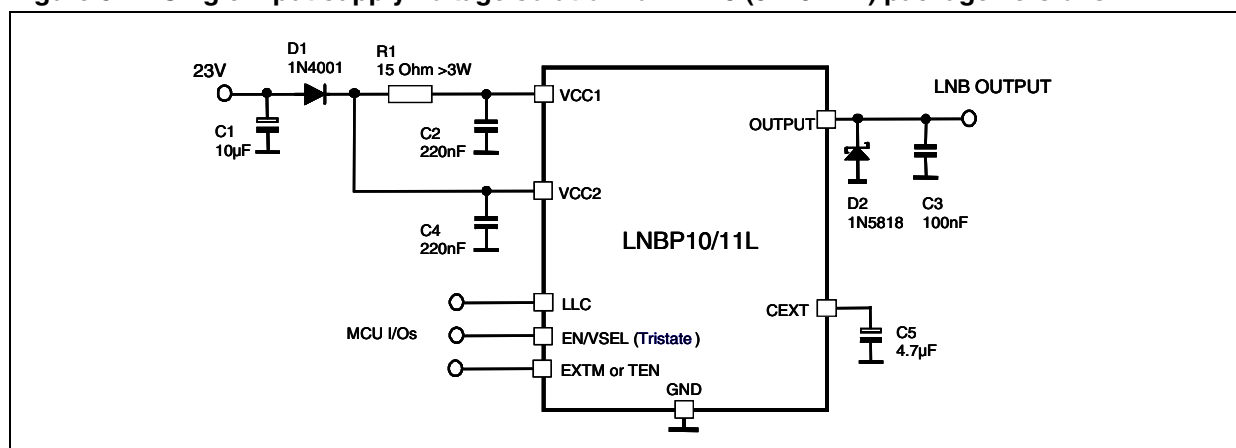 23V
D1
1N4001
R1
15 Ohm >3W
C1
10µF
C2
220nF
VCC1
VCC2
C4
220nF
OUTPUT
LNB OUTPUT
D2
1N5818
C3
100nF
LNBP10/11L
LLC
MCU I/Os
EN/VSEL (Tristate)
EXTM or TEN
GND
CEXT
C5
4.7µF